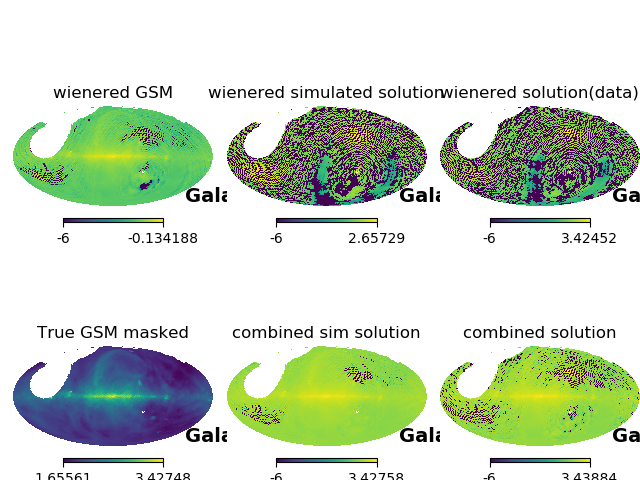 wienered GSM
wienered simulated solution
wienered solution(data)
Gala
Gala
Ga
-6
-0.134188
-6
2.65729
-6
3.42452
True GSM masked
combined sim solution
combined solution
Gala
Gala
Ga
1.65561
3.42748
-6
3.42758
-6
3.43884